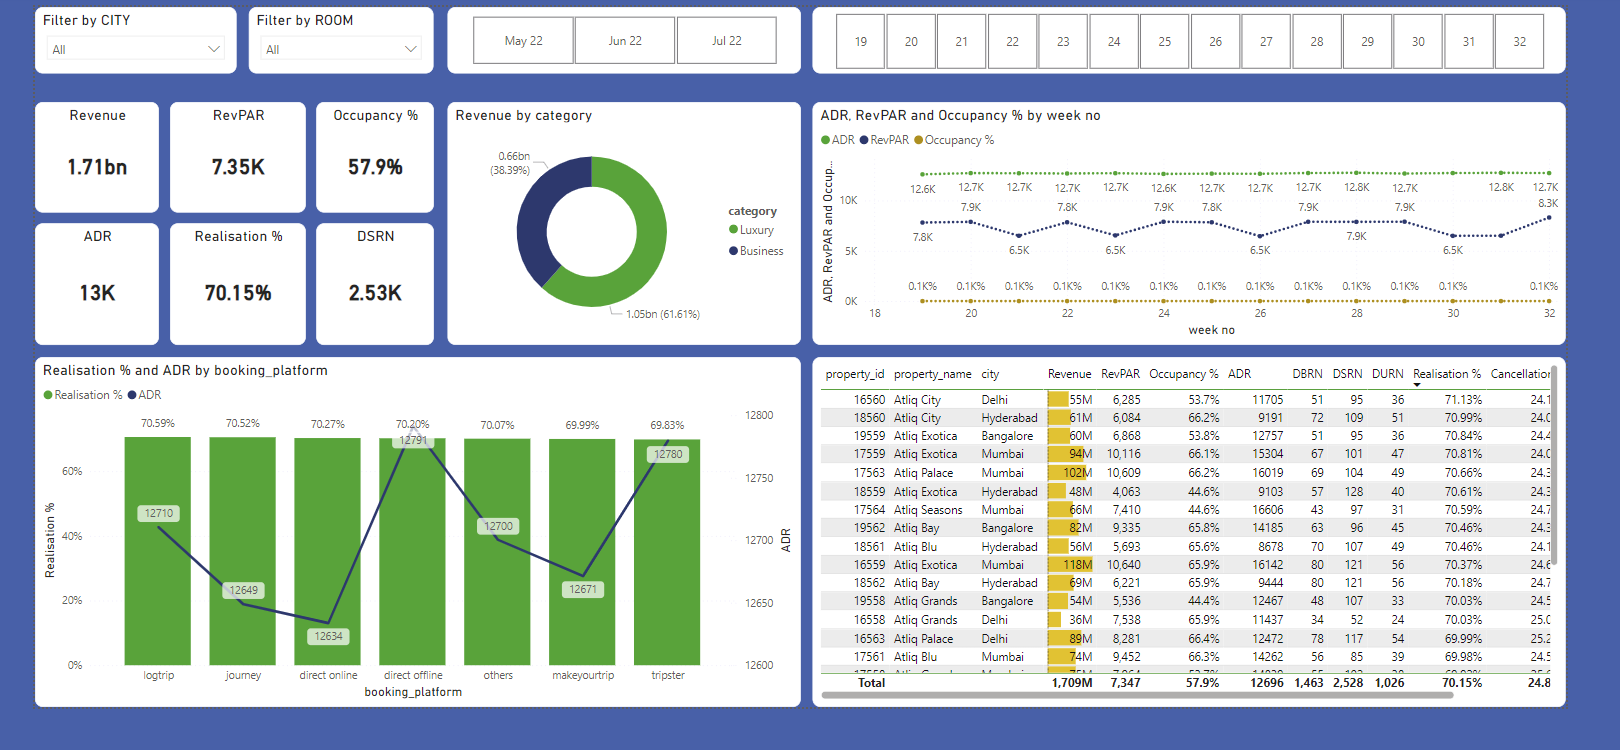 Filter by CITY
All
Filter by ROOM
All
May 22 Jun 22 Jul 22
19 20 21 22 23 24 25 26 27 28 29 30 31 32
Revenue
1.71bn
RevPAR
7.35K
Occupancy %
57.9%
ADR
13K
Realisation %
70.15%
DSRN
2.53K
Revenue by category
0.66bn
(38.39%)
1.05bn (61.61%)
category
Luxury
Business
ADR, RevPAR and Occupancy % by week no
ADR RevPAR Occupancy %
ADR, RevPAR and Occup...
10K
5K
0K
12.6K 12.7K 12.7K 12.7K 12.7K 12.6K 12.7K 12.7K 12.7K 12.8K 12.7K 12.8K 12.7K
7.8K 7.9K 6.5K 7.8K 6.5K 7.9K 7.8K 6.5K 7.9K 7.9K 7.9K 6.5K 8.3K
0.1K% 0.1K% 0.1K% 0.1K% 0.1K% 0.1K% 0.1K% 0.1K% 0.1K% 0.1K% 0.1K% 0.1K% 0.1K%
18 20 22 24 26 28 30 32
week no
Realisation % and ADR by booking_platform
Realisation % ADR
Realisation %
60%
40%
20%
0%
70.59% 70.52% 70.27% 70.20% 70.07% 69.99% 69.83%
12710 12649 12634 12791 12700 12671 12780
12800
12750
12700
12650
12600
ADR
logtrip journey direct online direct offline others makeyourtrip tripster
booking_platform
property_id property_name city Revenue RevPAR Occupancy % ADR DBRN DSRN DURN Realisation % Cancellation
16560 Atliq City Delhi 55M 6,285 53.7% 11705 51 95 36 71.13% 24.1
18560 Atliq City Hyderabad 61M 6,084 66.2% 9191 72 109 51 70.99% 24.0
19559 Atliq Exotica Bangalore 60M 6,868 53.8% 12757 51 95 36 70.84% 24.4
17559 Atliq Exotica Mumbai 94M 10,116 66.1% 15304 67 101 47 70.81% 24.0
17563 Atliq Palace Mumbai 102M 10,609 66.2% 16019 69 104 49 70.66% 24.3
18559 Atliq Exotica Hyderabad 48M 4,063 44.6% 9103 57 128 40 70.61% 24.3
17564 Atliq Seasons Mumbai 66M 7,410 44.6% 16606 43 97 31 70.59% 24.7
19562 Atliq Bay Bangalore 82M 9,335 65.8% 14185 63 96 45 70.46% 24.3
18561 Atliq Blu Hyderabad 56M 5,693 65.6% 8678 70 107 49 70.46% 24.1
16559 Atliq Exotica Mumbai 118M 10,640 65.9% 16142 80 121 56 70.37% 24.6
18562 Atliq Bay Hyderabad 69M 6,221 65.9% 9444 80 121 56 70.18% 24.7
19558 Atliq Grands Bangalore 54M 5,536 44.4% 12467 48 107 33 70.03% 24.5
16558 Atliq Grands Delhi 36M 7,538 65.9% 11437 34 52 24 70.03% 25.0
16563 Atliq Palace Delhi 89M 8,281 66.4% 12472 78 117 54 69.99% 25.2
17561 Atliq Blu Mumbai 74M 9,452 66.3% 14262 56 85 39 69.98% 24.5
Total 1,709M 7,347 57.9% 12696 1,463 2,528 1,026 70.15% 24.8